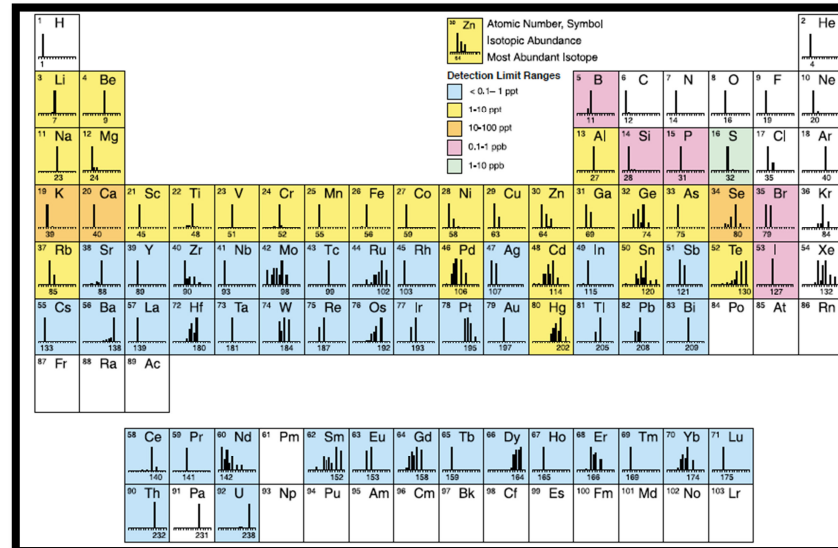 30 Zn Atomic Number, Symbol
Isotopic Abundance
64 Most Abundant Isotope
Detection Limit Ranges
< 0.1– 1 ppt
1-10 ppt
10-100 ppt
0.1-1 ppb
1-10 ppb
1 H 2 He
1 4
3 Li 4 Be 5 B 6 C 7 N 8 O 9 F 10 Ne
7 9 11 12 14 16 19 20
11 Na 12 Mg 13 Al 14 Si 15 P 16 S 17 Cl 18 Ar
23 24 27 28 31 32 35 40
19 K 20 Ca 21 Sc 22 Ti 23 V 24 Cr 25 Mn 26 Fe 27 Co 28 Ni 29 Cu 30 Zn 31 Ga 32 Ge 33 As 34 Se 35 Br 36 Kr
39 40 45 48 51 52 55 56 59 58 63 64 69 74 75 80 79 84
37 Rb 38 Sr 39 Y 40 Zr 41 Nb 42 Mo 43 Tc 44 Ru 45 Rh 46 Pd 47 Ag 48 Cd 49 In 50 Sn 51 Sb 52 Te 53 I 54 Xe
85 88 89 90 93 98 99 102 103 106 107 114 115 120 121 130 127 132
55 Cs 56 Ba 57 La 72 Hf 73 Ta 74 W 75 Re 76 Os 77 Ir 78 Pt 79 Au 80 Hg 81 Tl 82 Pb 83 Bi 84 Po 85 At 86 Rn
133 138 139 180 181 184 187 192 193 195 197 202 205 208 209
87 Fr 88 Ra 89 Ac
58 Ce 59 Pr 60 Nd 61 Pm 62 Sm 63 Eu 64 Gd 65 Tb 66 Dy 67 Ho 68 Er 69 Tm 70 Yb 71 Lu
140 141 142 152 153 158 159 164 165 166 169 174 175
90 Th 91 Pa 92 U 93 Np 94 Pu 95 Am 96 Cm 97 Bk 98 Cf 99 Es 100 Fm 101 Md 102 No 103 Lr
232 231 238